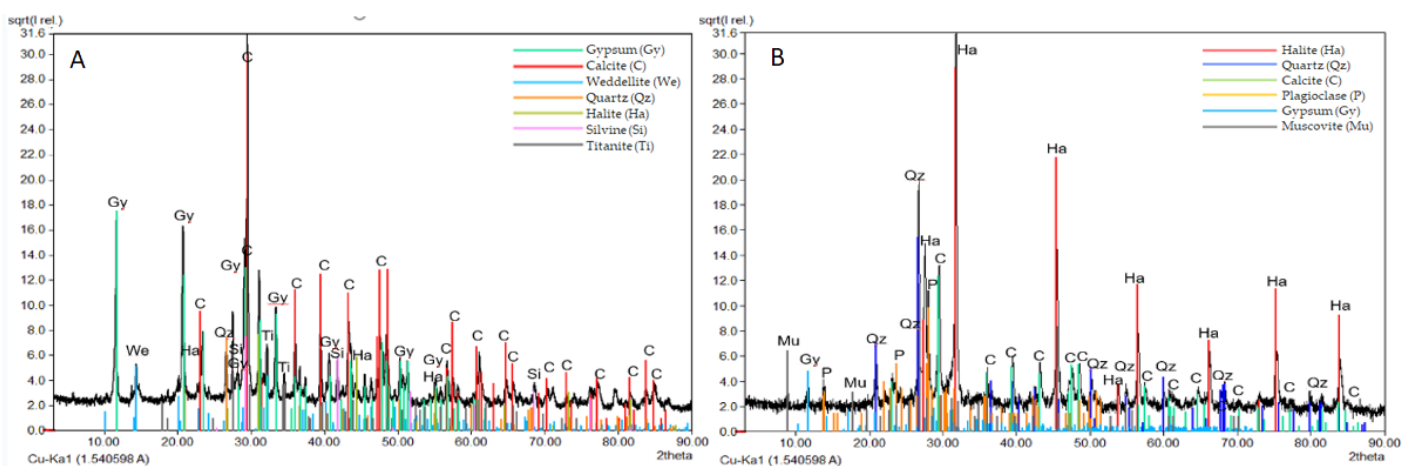 sqrt(I rel.)
31.6
30.0
28.0
26.0
24.0
22.0
20.0
18.0
16.0
14.0
12.0
10.0
8.0
6.0
4.0
2.0
0.0
A
Gypsum (Gy)
Calcite (C)
Weddellite (We)
Quartz (Qz)
Halite (Ha)
Silvine (Si)
Titanite (Ti)
C
Gy
Gy
Gy
C
We
Ha
C
Qz
Si
Gy
Ti
Gy
Ti
C
C
Gy
Si
C
Ha
C
C
Gy
Gy
Ha
C
C
C
C
C
Si
C
C
C
C
C
C
10.00 20.00 30.00 40.00 50.00 60.00 70.00 80.00 90.00
Cu-Ka1 (1.540598 A)
2theta
sqrt(I rel.)
31.6
30.0
28.0
26.0
24.0
22.0
20.0
18.0
16.0
14.0
12.0
10.0
8.0
6.0
4.0
2.0
0.0
B
Halite (Ha)
Quartz (Qz)
Calcite (C)
Plagioclase (P)
Gypsum (Gy)
Muscovite (Mu)
Ha
Ha
Qz
Ha
C
P
Qz
Mu
Gy
P
Mu
Qz
P
C
C
C
C
C
Qz
Ha
Qz
C
Ha
Qz
C
C
Ha
Qz
C
Ha
C
Qz
Ha
C
10.00 20.00 30.00 40.00 50.00 60.00 70.00 80.00 90.00
Cu-Ka1 (1.540598 A)
2theta